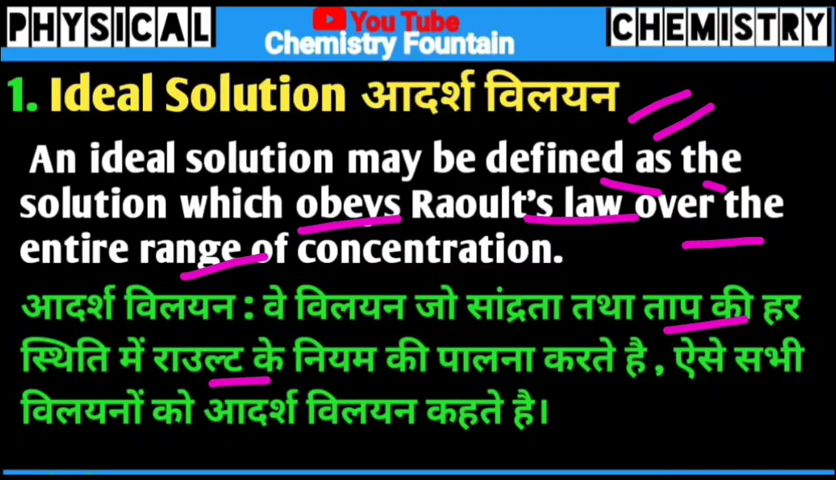 PHYSICAL
You Tube
Chemistry Fountain
CHEMISTRY
1. Ideal Solution आदर्श विलयन
An ideal solution may be defined as the
solution which obeys Raoult's law over the
entire range of concentration.
आदर्श विलयन : वे विलयन जो सांद्रता तथा ताप की हर
स्थिति में राउल्ट के नियम की पालना करते है , ऐसे सभी
विलयनों को आदर्श विलयन कहते है।